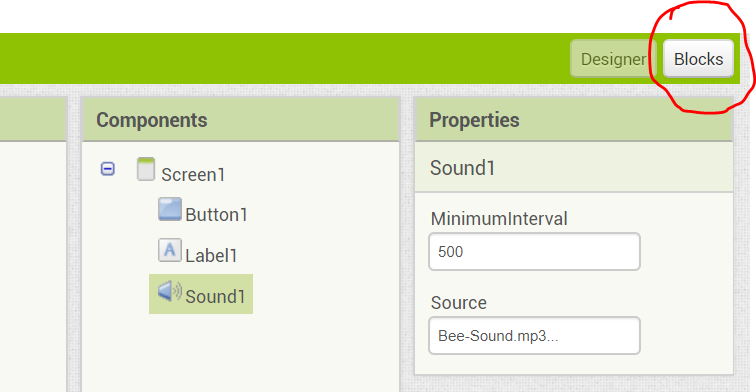 Designer
Blocks
Components
Screen1
Button1
A Label1
Sound1
Properties
Sound1
MinimumInterval
500
Source
Bee-Sound.mp3...